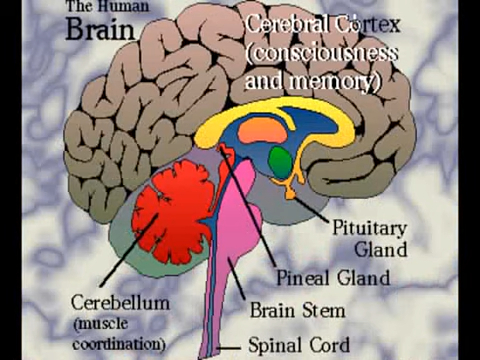 The Human
Brain
Cerebral Cortex
(consciousness
and memory)
Pituitary
Gland
Pineal Gland
Cerebellum
(muscle
coordination)
Brain Stem
Spinal Cord